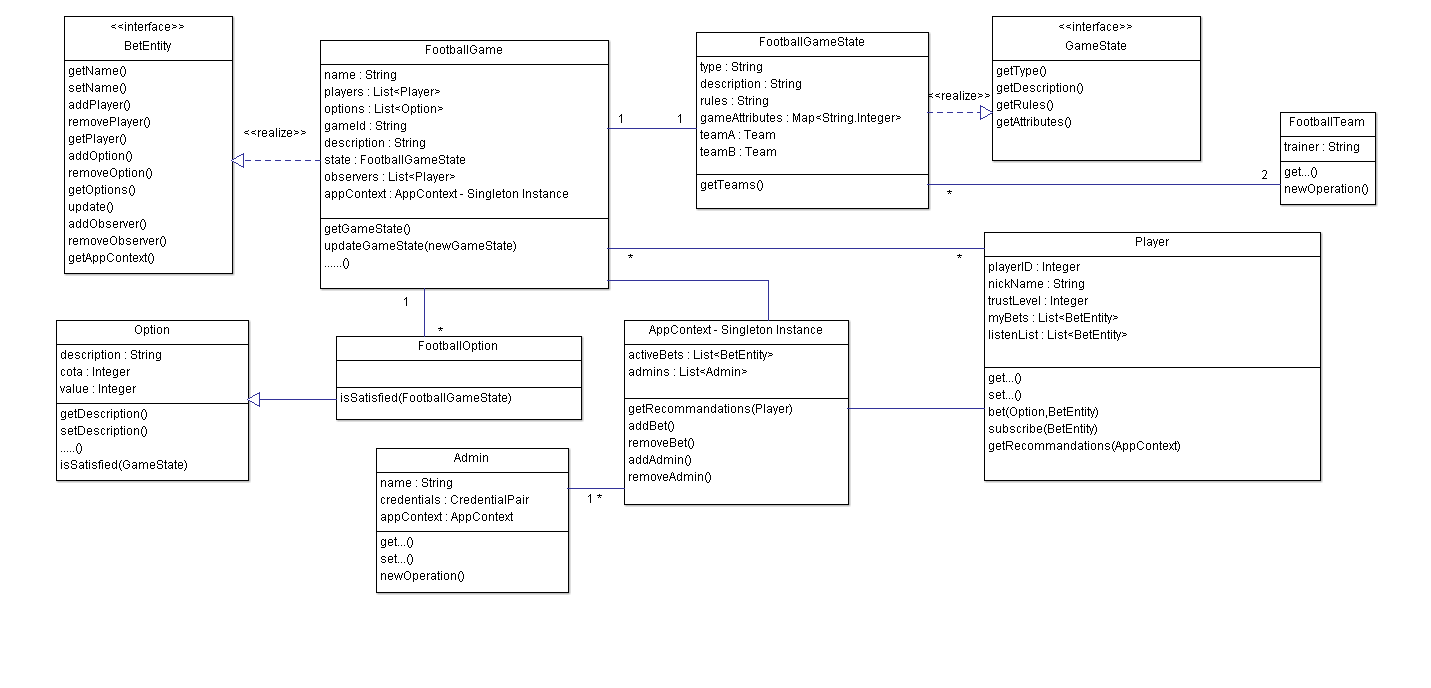 <<interface>>
BetEntity
getName()
setName()
addPlayer()
removePlayer()
getPlayer()
addOption()
removeOption()
getOptions()
update()
addObserver()
removeObserver()
getAppContext()
<<realize>>
FootballGame
name : String
players : List<Player>
options : List<Option>
gameId : String
description : String
state : FootballGameState
observers : List<Player>
appContext : AppContext - Singleton Instance
getGameState()
updateGameState(newGameState)
......()
1
1
FootballGameState
type : String
description : String
rules : String
gameAttributes : Map<String.Integer>
teamA : Team
teamB : Team
getTeams()
<<realize>>
<<interface>>
GameState
getType()
getDescription()
getRules()
getAttributes()
*
2
FootballTeam
trainer : String
get...()
newOperation()
*
*
Player
playerID : Integer
nickName : String
trustLevel : Integer
myBets : List<BetEntity>
listenList : List<BetEntity>
get...()
set...()
bet(Option,BetEntity)
subscribe(BetEntity)
getRecommandations(AppContext)
1
*
Option
description : String
cota : Integer
value : Integer
getDescription()
setDescription()
.....()
isSatisfied(GameState)
FootballOption
isSatisfied(FootballGameState)
AppContext - Singleton Instance
activeBets : List<BetEntity>
admins : List<Admin>
getRecommandations(Player)
addBet()
removeBet()
addAdmin()
removeAdmin()
Admin
name : String
credentials : CredentialPair
appContext : AppContext
get...()
set...()
newOperation()
1 *